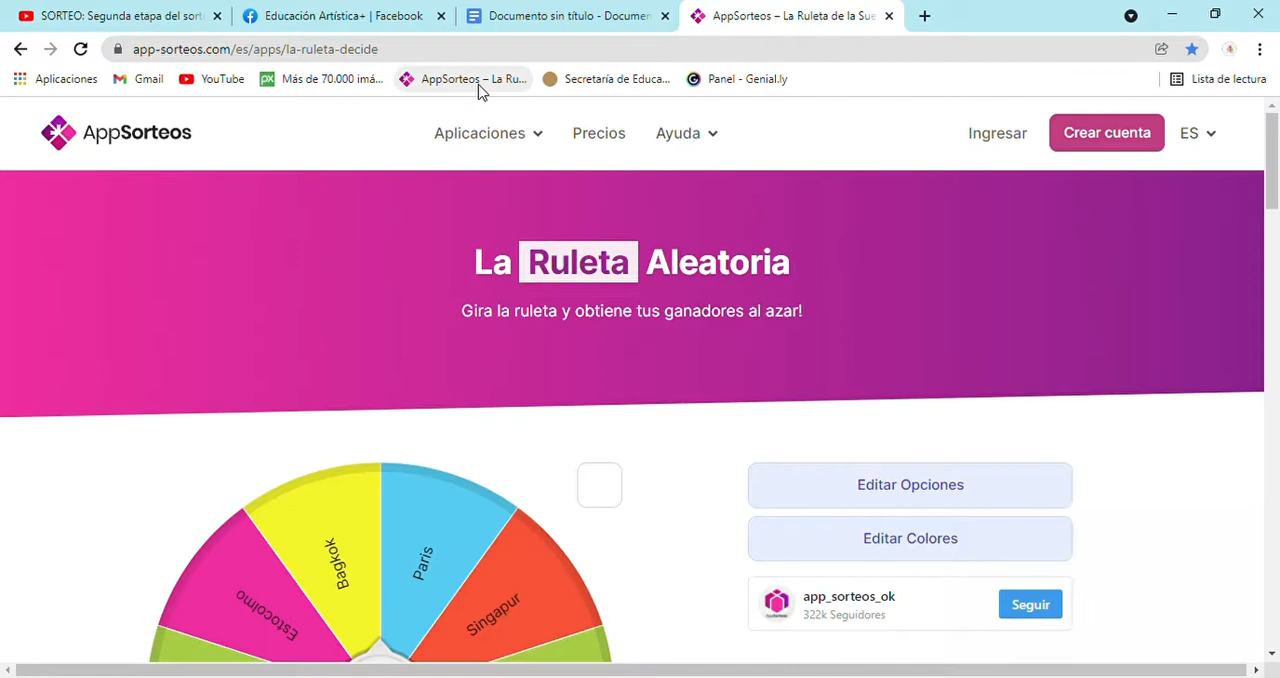 SORTEO: Segunda etapa del sort
Educación Artística+ | Facebook
Documento sin título - Documen
AppSorteos – La Ruleta de la Sue
app-sorteos.com/es/apps/la-ruleta-decide
Aplicaciones
Gmail
YouTube
Más de 70.000 imá...
AppSorteos – La Ru...
Secretaría de Educa...
Panel - Genial.ly
Lista de lectura
AppSorteos
Aplicaciones
Precios
Ayuda
Ingresar
Crear cuenta
ES
La Ruleta Aleatoria
Gira la ruleta y obtiene tus ganadores al azar!
Estocolmo
Bagkok
Paris
Singapur
Editar Opciones
Editar Colores
app_sorteos_ok
322k Seguidores
Seguir